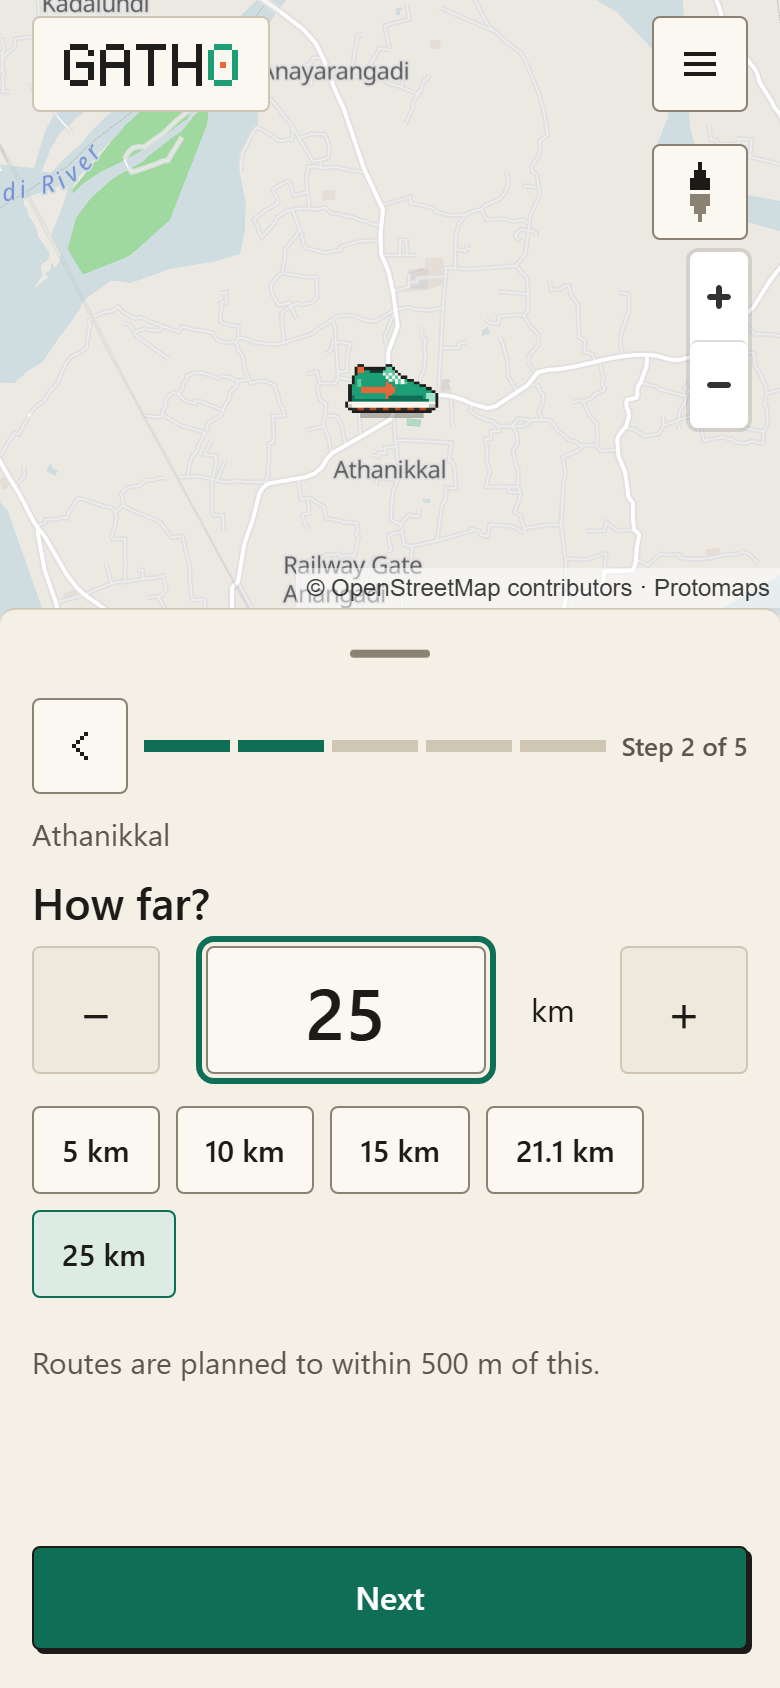 Kadalundi
GATHO
Anayarangadi
di River
+
−
Athanikkal
Railway Gate
Anangadi
© OpenStreetMap contributors · Protomaps
Step 2 of 5
Athanikkal
How far?
− 25 km +
5 km 10 km 15 km 21.1 km
25 km
Routes are planned to within 500 m of this.
Next